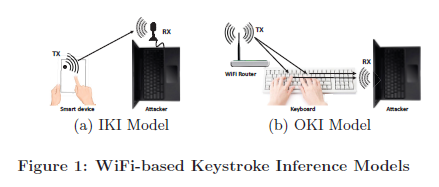 TX
RX
Smart device
Attacker
(a) IKI Model
TX
RX
WiFi Router
Keyboard
Attacker
(b) OKI Model
Figure 1: WiFi-based Keystroke Inference Models